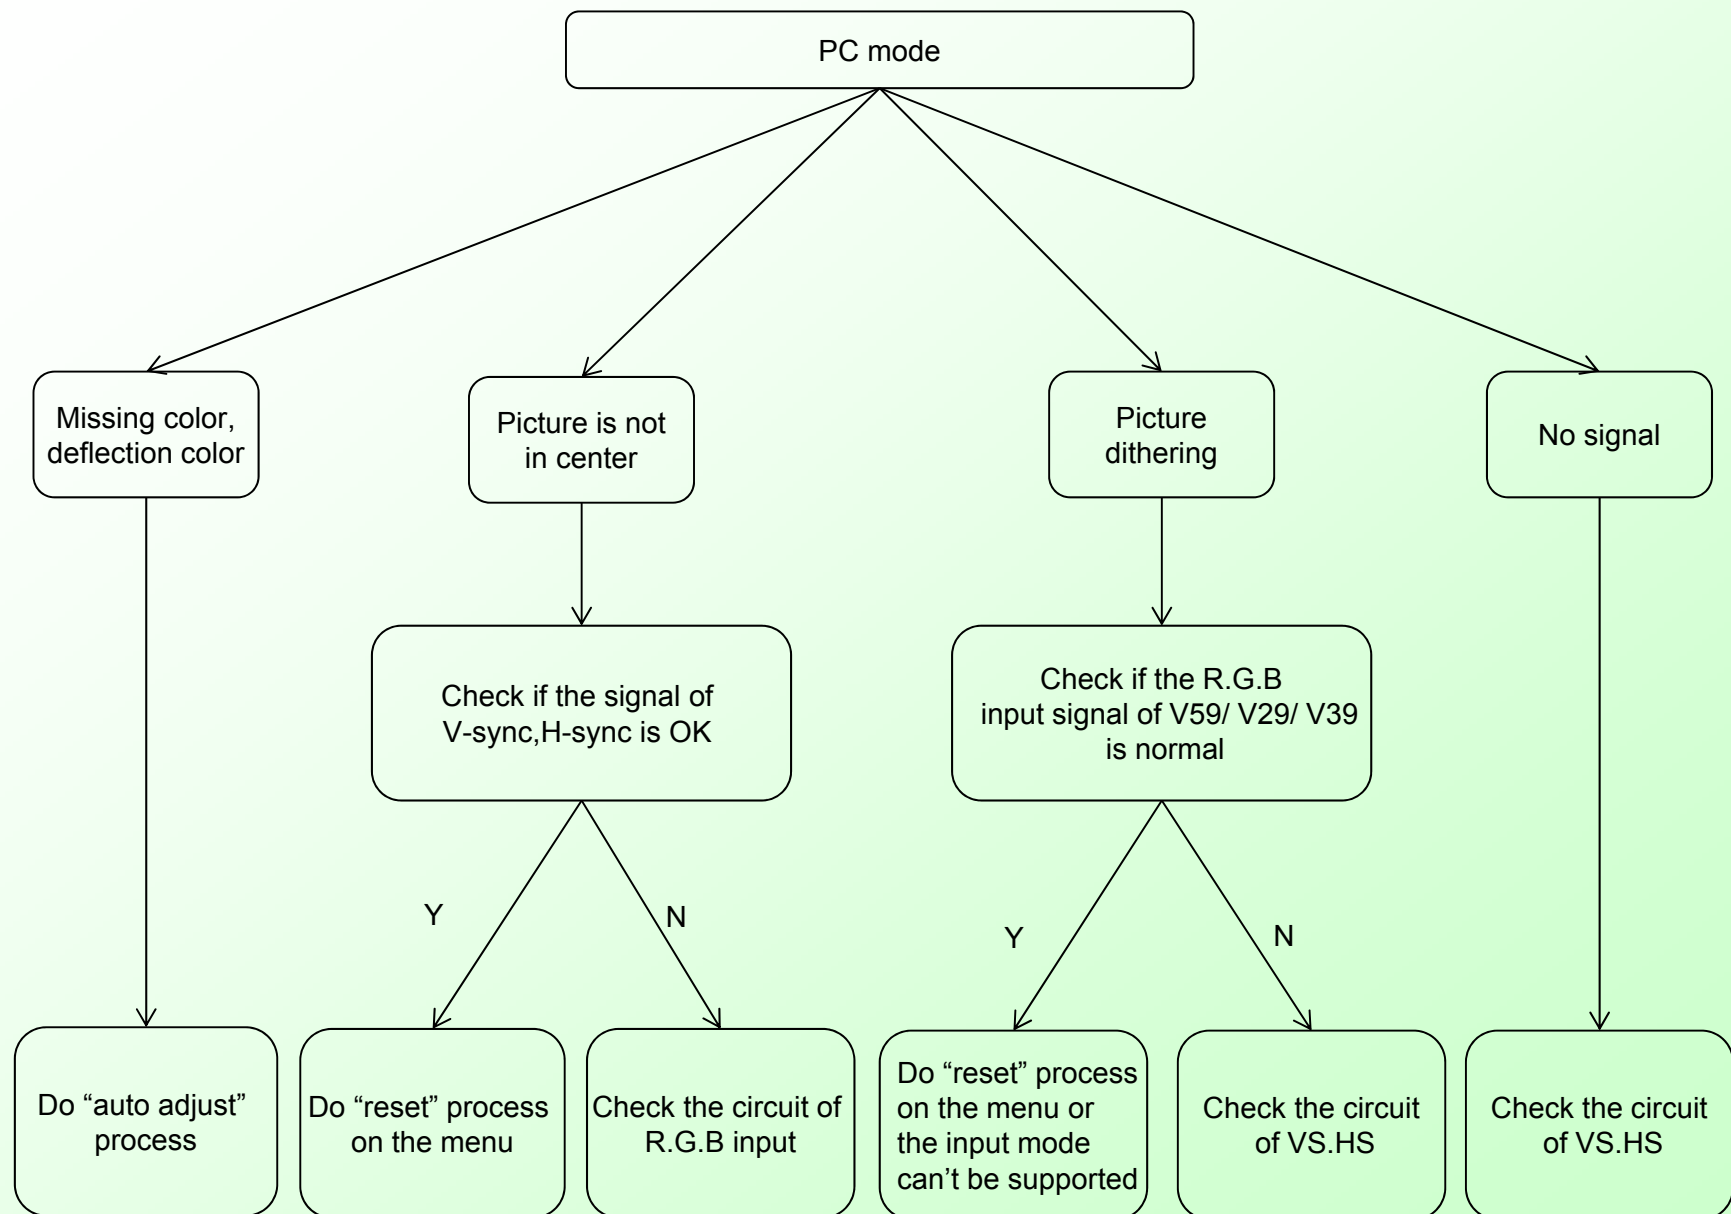 PC mode
Missing color,
deflection color
Picture is not
in center
Picture
dithering
No signal
Check if the signal of
V-sync,H-sync is OK
Check if the R.G.B
input signal of V59/ V29/ V39
is normal
Y
N
Y
N
Do “auto adjust”
process
Do “reset” process
on the menu
Check the circuit of
R.G.B input
Do “reset” process
on the menu or
the input mode
can’t be supported
Check the circuit
of VS.HS
Check the circuit
of VS.HS